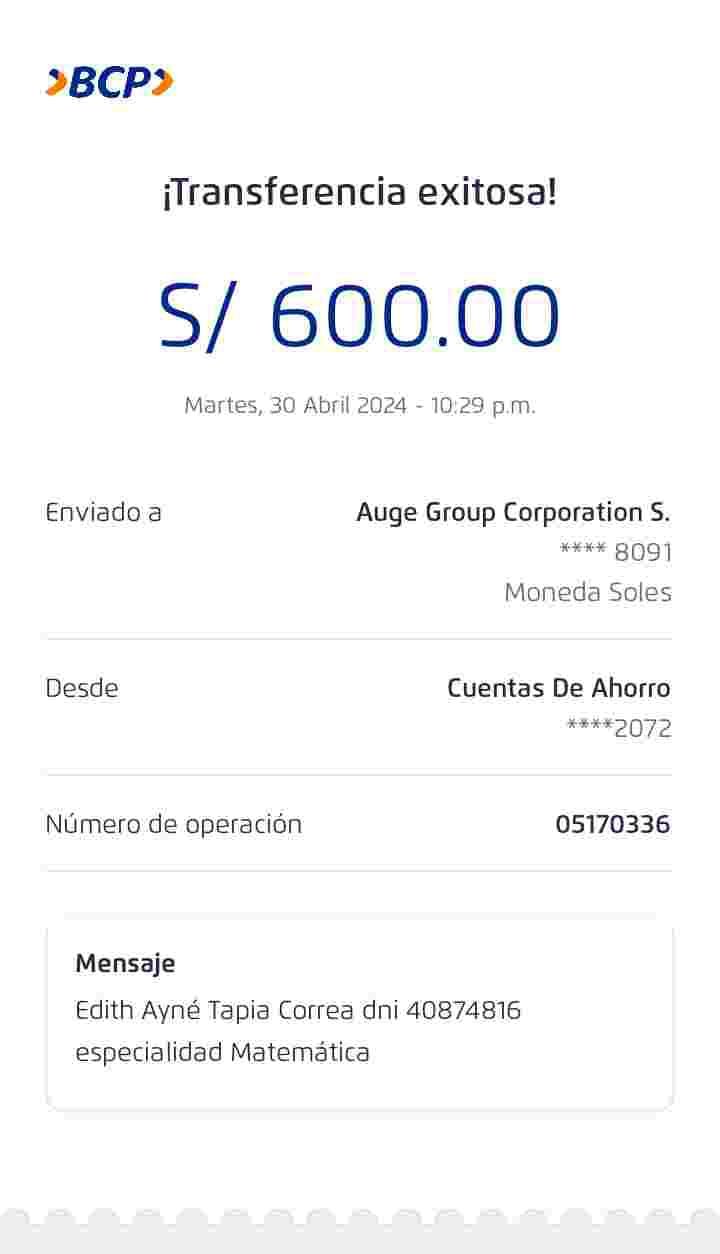 BCP
¡Transferencia exitosa!
S/ 600.00
Martes, 30 Abril 2024 - 10:29 p.m.
Enviado a Auge Group Corporation S.
**** 8091
Moneda Soles
Desde Cuentas De Ahorro
****2072
Número de operación 05170336
Mensaje
Edith Ayné Tapia Correa dni 40874816
especialidad Matemática